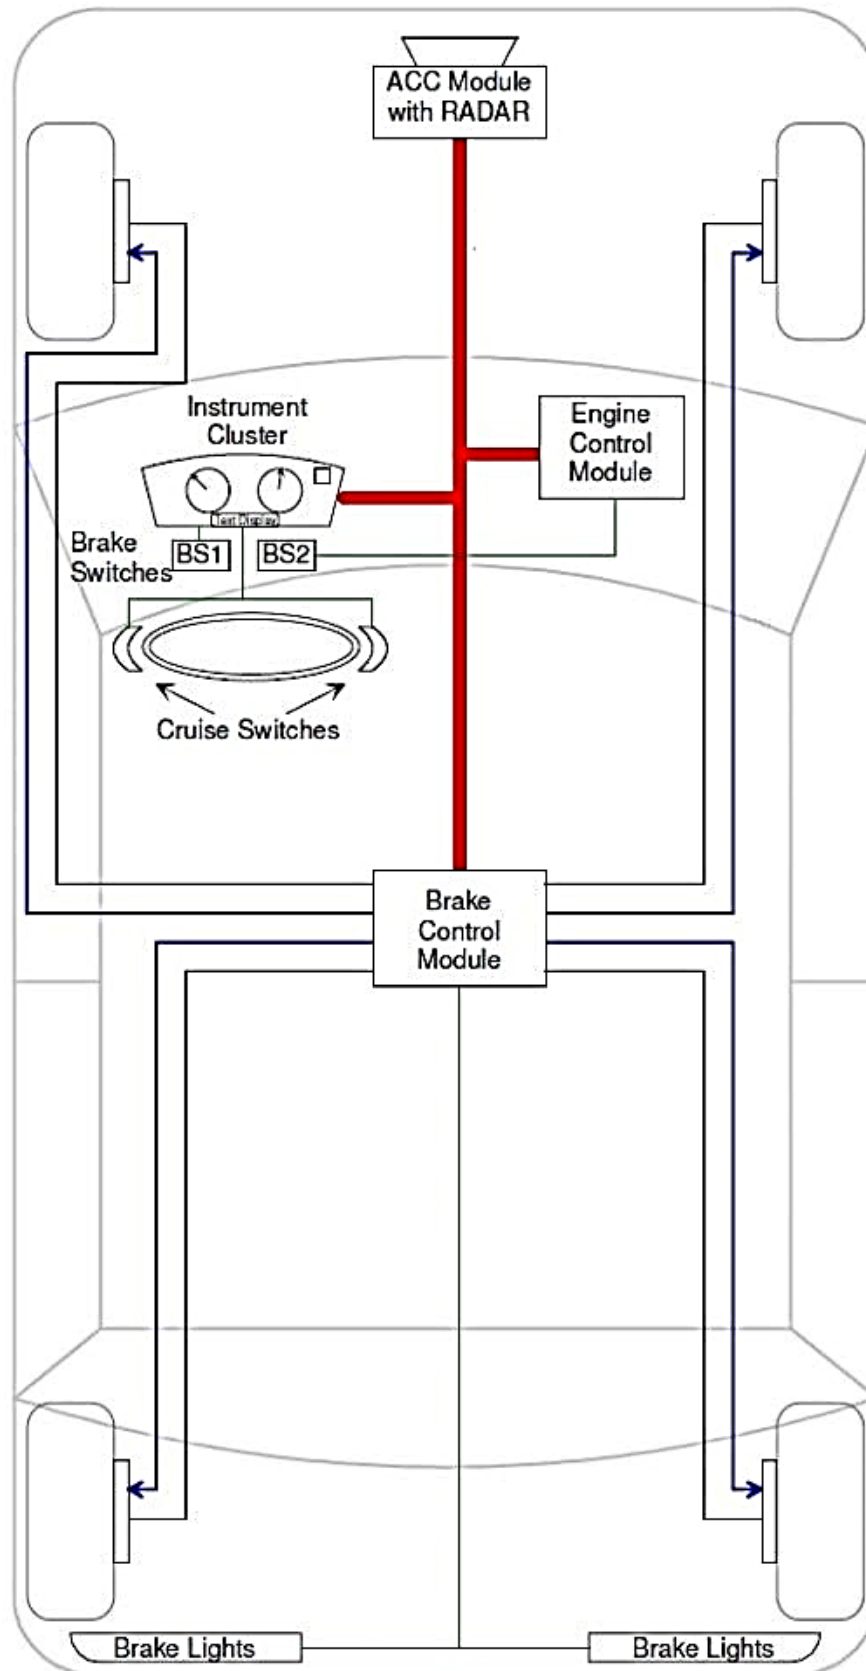 ACC Module
with RADAR
Instrument
Cluster
Engine
Control
Module
Text Display
Brake
Switches
BS1
BS2
Cruise Switches
Brake
Control
Module
Brake Lights
Brake Lights